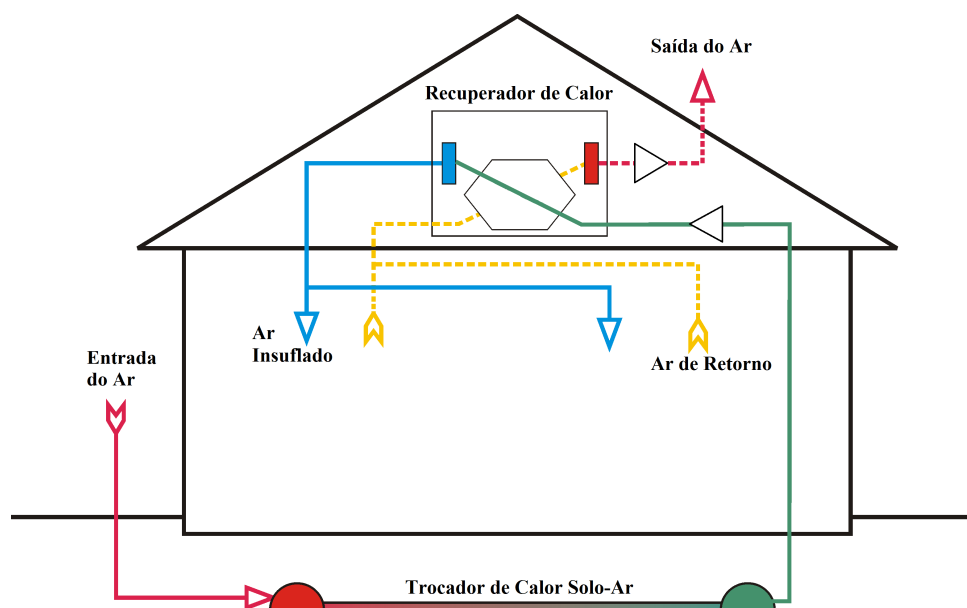 Saída do Ar
Recuperador de Calor
Ar
Insuflado
Entrada
do Ar
Ar de Retorno
Trocador de Calor Solo-Ar